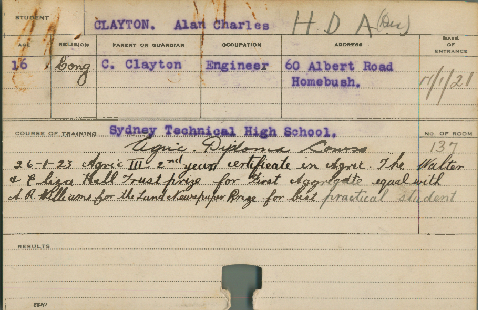 STUDENT
CLAYTON. Alan Charles H.D.A (Dec)
AGE RELIGION PARENT OR GUARDIAN OCCUPATION ADDRESS DATE OF ENTRANCE
16 Cong C. Clayton Engineer 60 Albert Road
Homebush. 17/1/21
COURSE OF TRAINING Sydney Technical High School. NO. OF ROOM
Agric. Diploma Course 137
26-1-23 Agric III 2nd years certificate in Agric. The Walter
& Eliza Hall Trust prize for First Aggregate equal with
A.R. Williams for the Land Newspaper Prize for best practical student
RESULTS